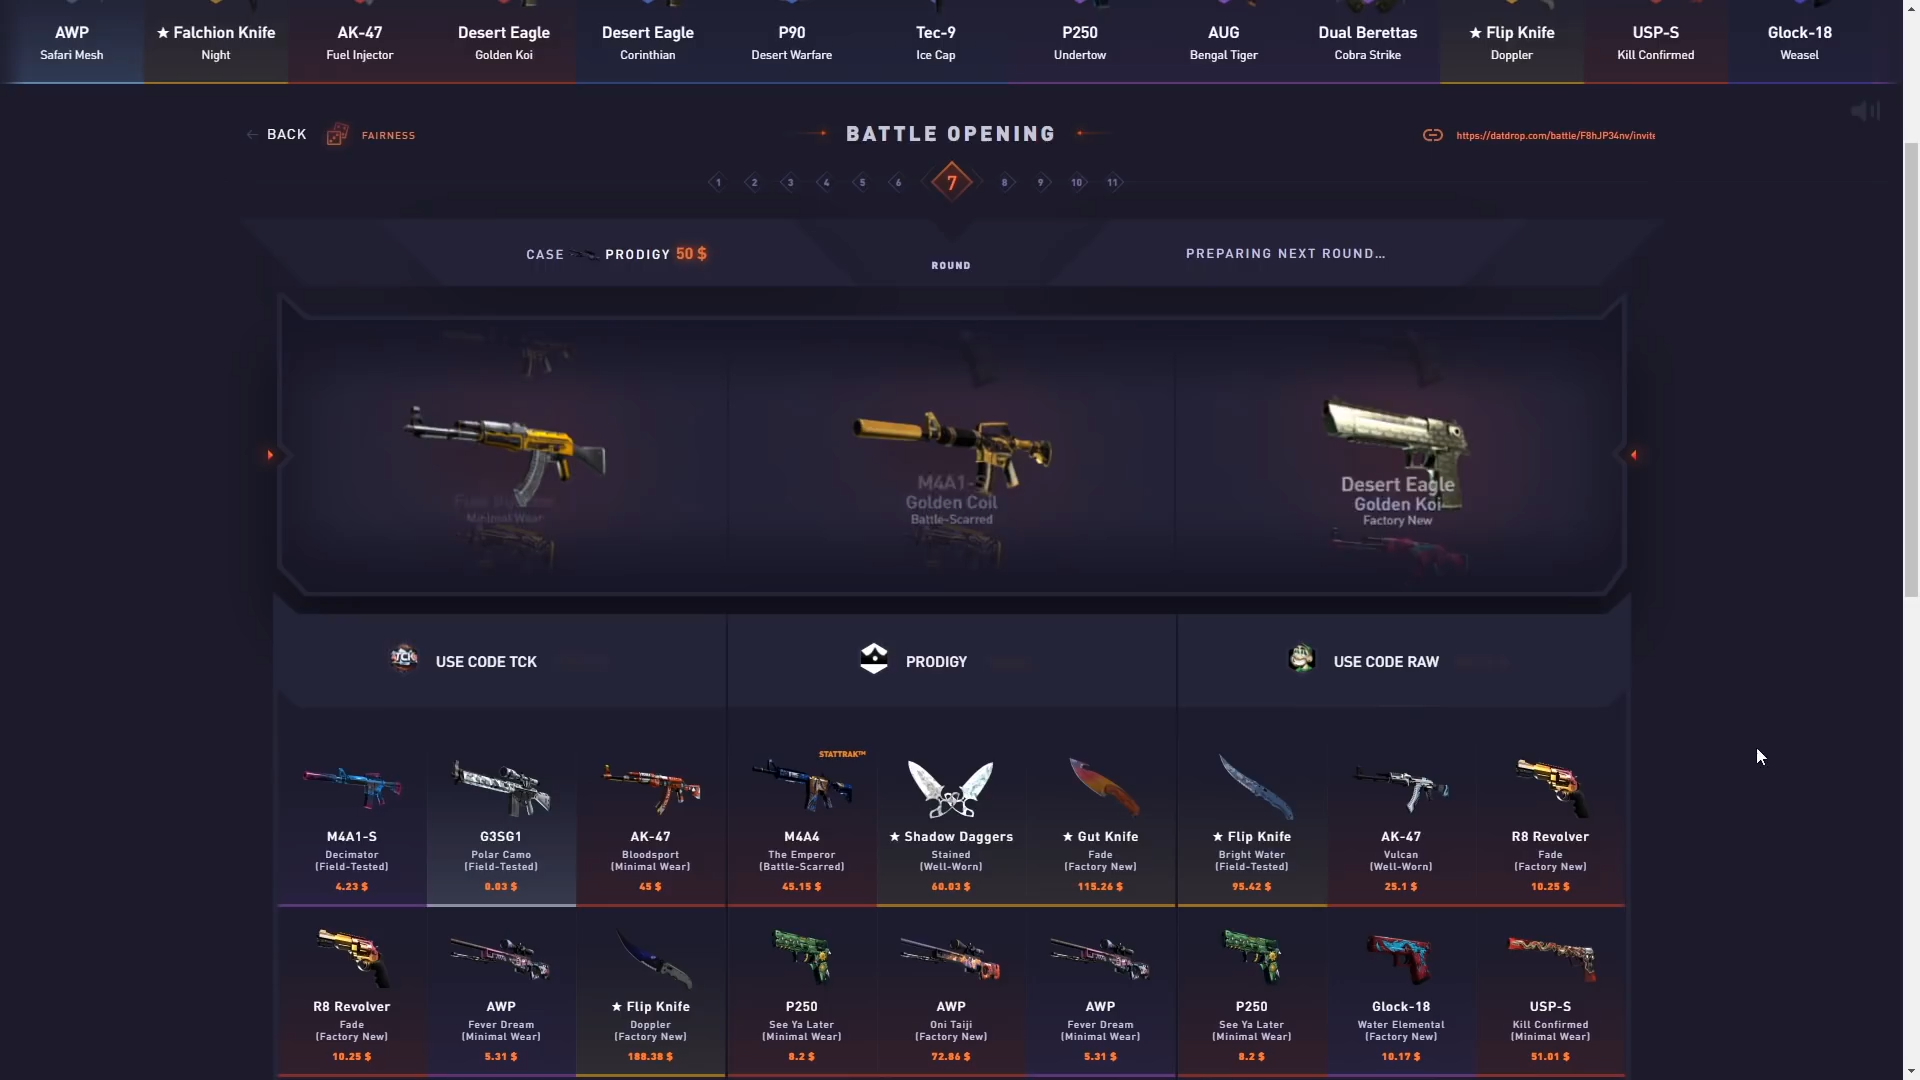 AWP
Safari Mesh
★ Falchion Knife
Night
AK-47
Fuel Injector
Desert Eagle
Golden Koi
Desert Eagle
Corinthian
P90
Desert Warfare
Tec-9
Ice Cap
P250
Undertow
AUG
Bengal Tiger
Dual Berettas
Cobra Strike
★ Flip Knife
Doppler
USP-S
Kill Confirmed
Glock-18
Weasel
← BACK
FAIRNESS
BATTLE OPENING
https://datdrop.com/battle/F8hJP34nv/invite
1 2 3 4 5 6 7 8 9 10 11
CASE PRODIGY 50 $
ROUND
PREPARING NEXT ROUND...
Minimal Wear
M4A1-S
Golden Coil
Battle-Scarred
Desert Eagle
Golden Koi
Factory New
TCK
USE CODE TCK
PRODIGY
USE CODE RAW
M4A1-S
Decimator
(Field-Tested)
4.23 $
G3SG1
Polar Camo
(Field-Tested)
0.03 $
AK-47
Bloodsport
(Minimal Wear)
45 $
STATTRAK™
M4A4
The Emperor
(Battle-Scarred)
45.15 $
★ Shadow Daggers
Stained
(Well-Worn)
60.03 $
★ Gut Knife
Fade
(Factory New)
115.26 $
★ Flip Knife
Bright Water
(Field-Tested)
95.42 $
AK-47
Vulcan
(Well-Worn)
25.1 $
R8 Revolver
Fade
(Factory New)
10.25 $
R8 Revolver
Fade
(Factory New)
10.25 $
AWP
Fever Dream
(Minimal Wear)
5.31 $
★ Flip Knife
Doppler
(Factory New)
188.38 $
P250
See Ya Later
(Minimal Wear)
8.2 $
AWP
Oni Taiji
(Factory New)
72.86 $
AWP
Fever Dream
(Minimal Wear)
5.31 $
P250
See Ya Later
(Minimal Wear)
8.2 $
Glock-18
Water Elemental
(Factory New)
10.17 $
USP-S
Kill Confirmed
(Minimal Wear)
51.01 $